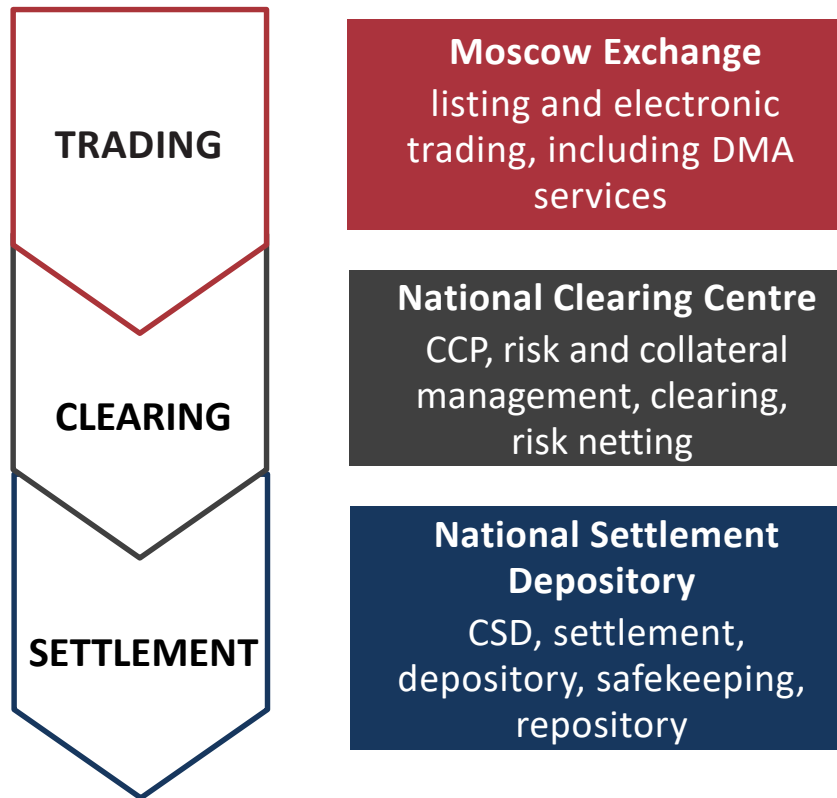 TRADING
Moscow Exchange
listing and electronic
trading, including DMA
services
CLEARING
National Clearing Centre
CCP, risk and collateral
management, clearing,
risk netting
SETTLEMENT
National Settlement
Depository
CSD, settlement,
depository, safekeeping,
repository